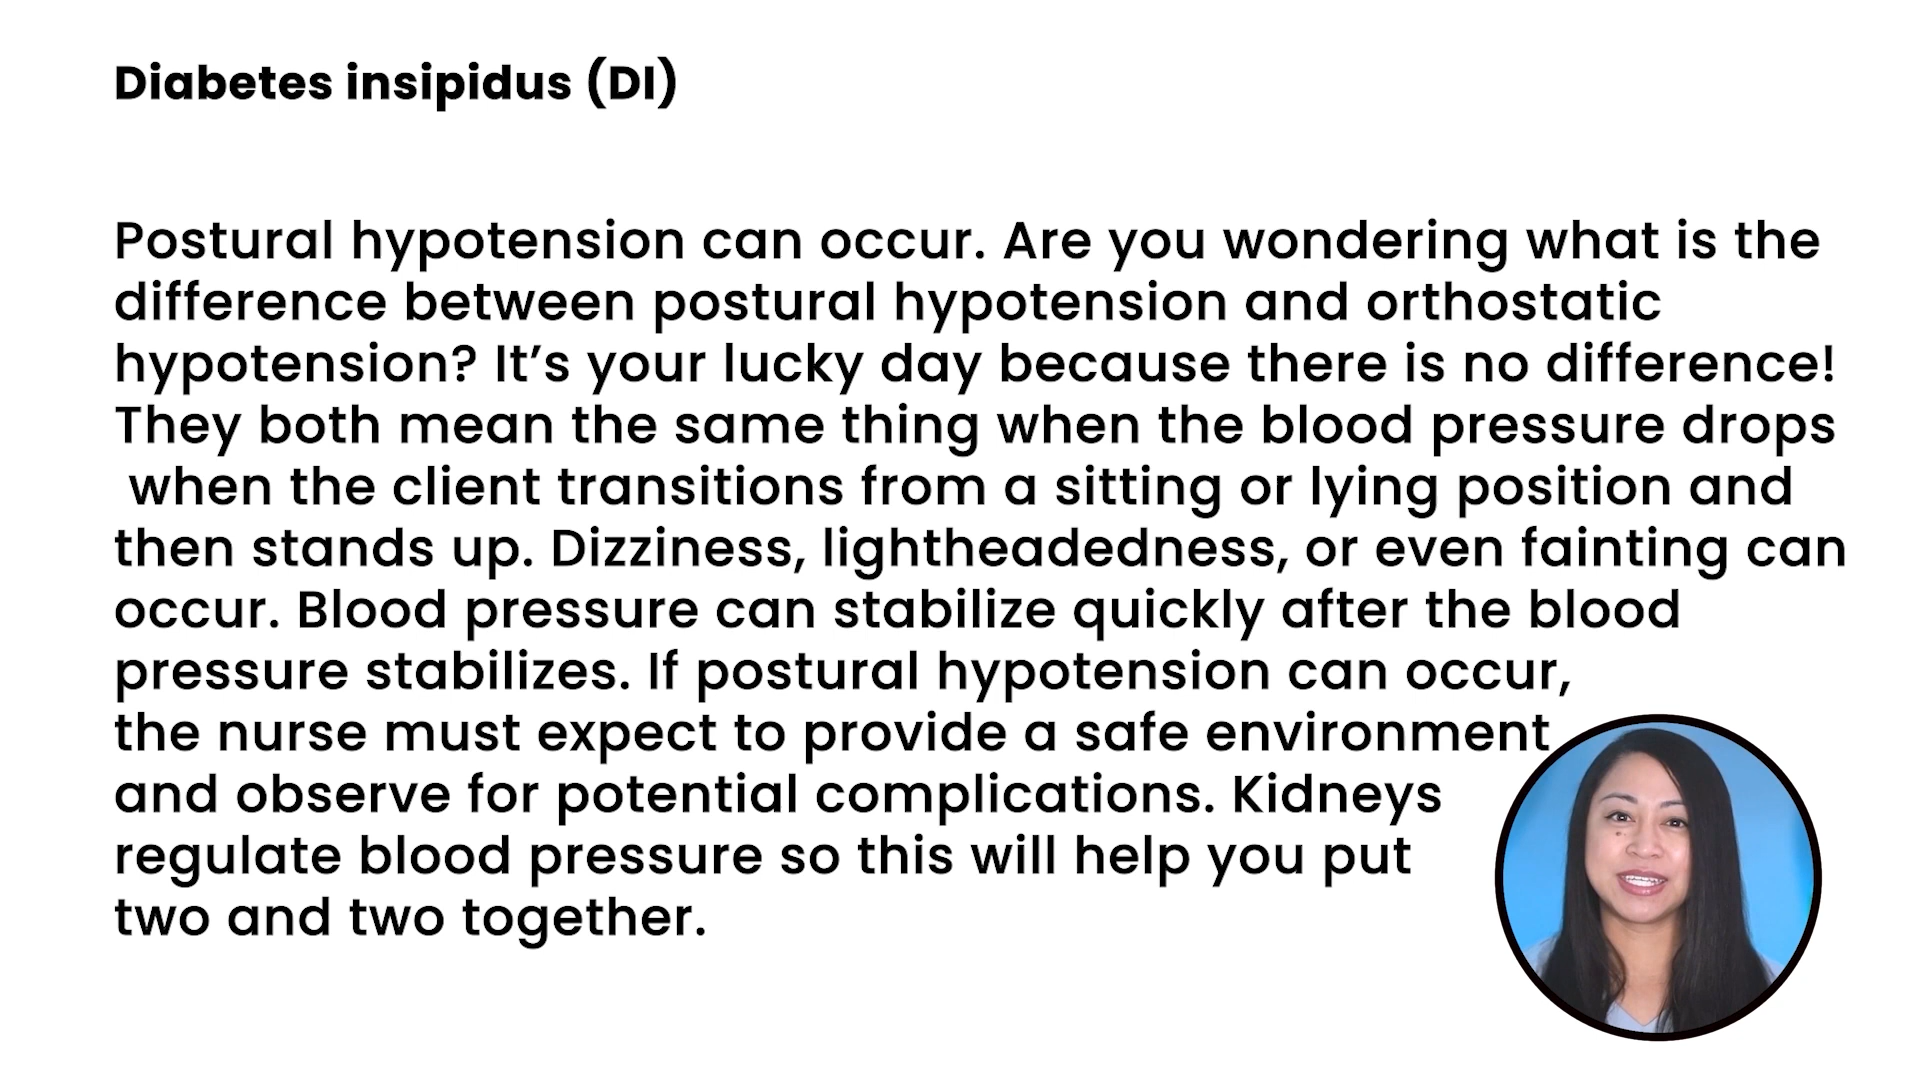 Diabetes insipidus (DI)
Postural hypotension can occur. Are you wondering what is the
difference between postural hypotension and orthostatic
hypotension? It’s your lucky day because there is no difference!
They both mean the same thing when the blood pressure drops
when the client transitions from a sitting or lying position and
then stands up. Dizziness, lightheadedness, or even fainting can
occur. Blood pressure can stabilize quickly after the blood
pressure stabilizes. If postural hypotension can occur,
the nurse must expect to provide a safe environment
and observe for potential complications. Kidneys
regulate blood pressure so this will help you put
two and two together.